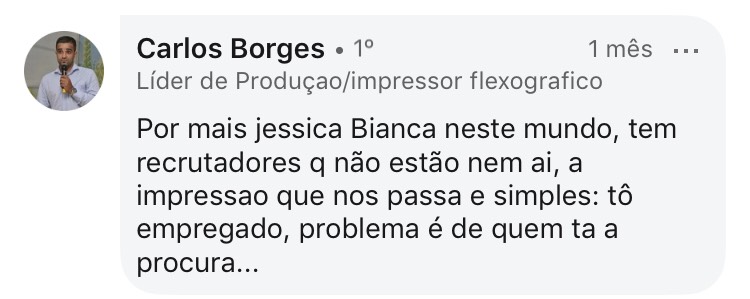 Carlos Borges • 1º 1 mês ...
Líder de Produçao/impressor flexografico
Por mais jessica Bianca neste mundo, tem
recrutadores q não estão nem ai, a
impressao que nos passa e simples: tô
empregado, problema é de quem ta a
procura...